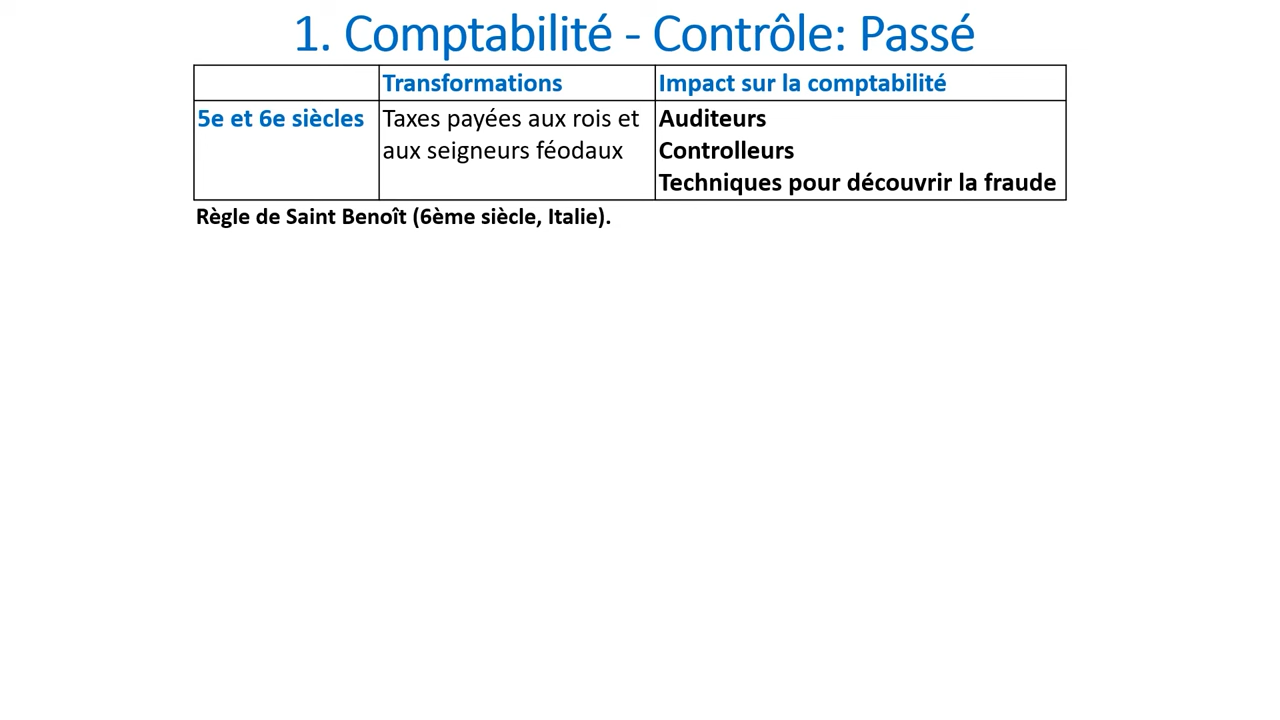 1. Comptabilité - Contrôle: Passé
Transformations Impact sur la comptabilité
5e et 6e siècles Taxes payées aux rois et Auditeurs
aux seigneurs féodaux Controlleurs
Techniques pour découvrir la fraude
Règle de Saint Benoît (6ème siècle, Italie).